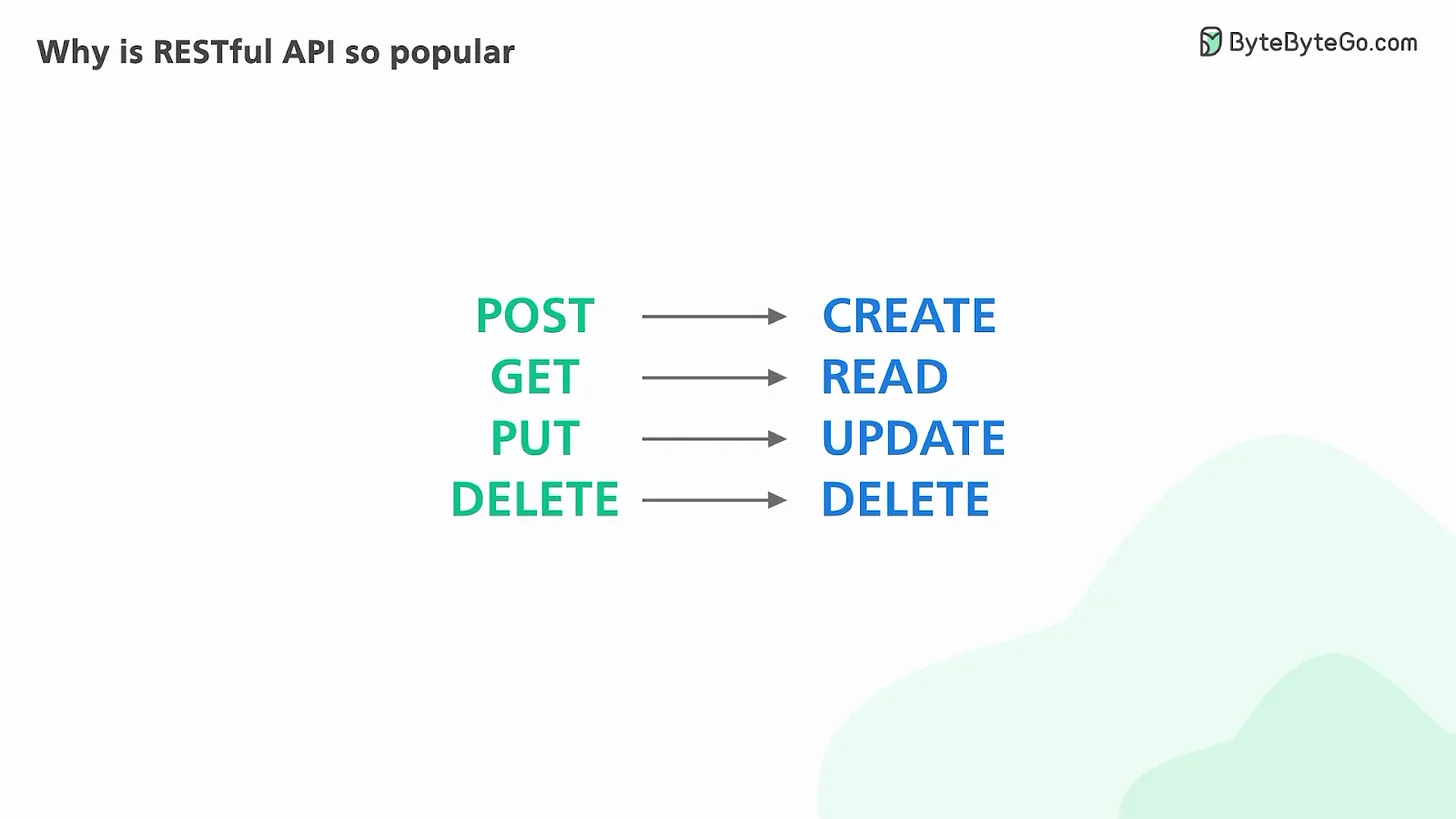 Why is RESTful API so popular
ByteByteGo.com
POST CREATE
GET READ
PUT UPDATE
DELETE DELETE